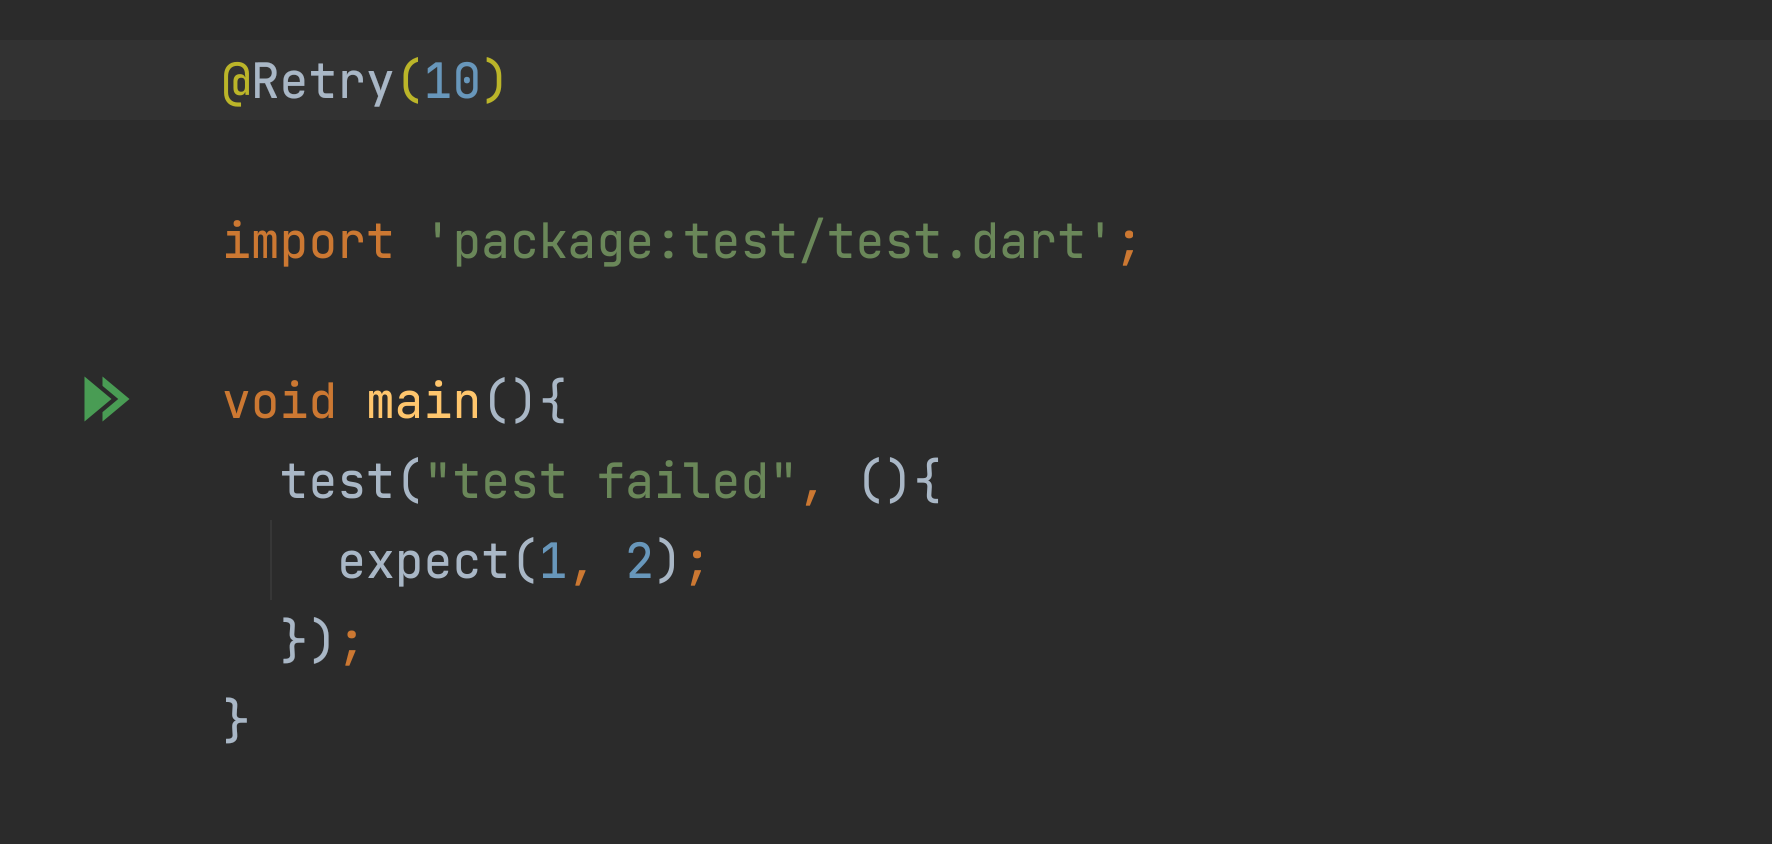 @Retry(10)
import 'package:test/test.dart';
void main(){
test("test failed", (){
expect(1, 2);
});
}